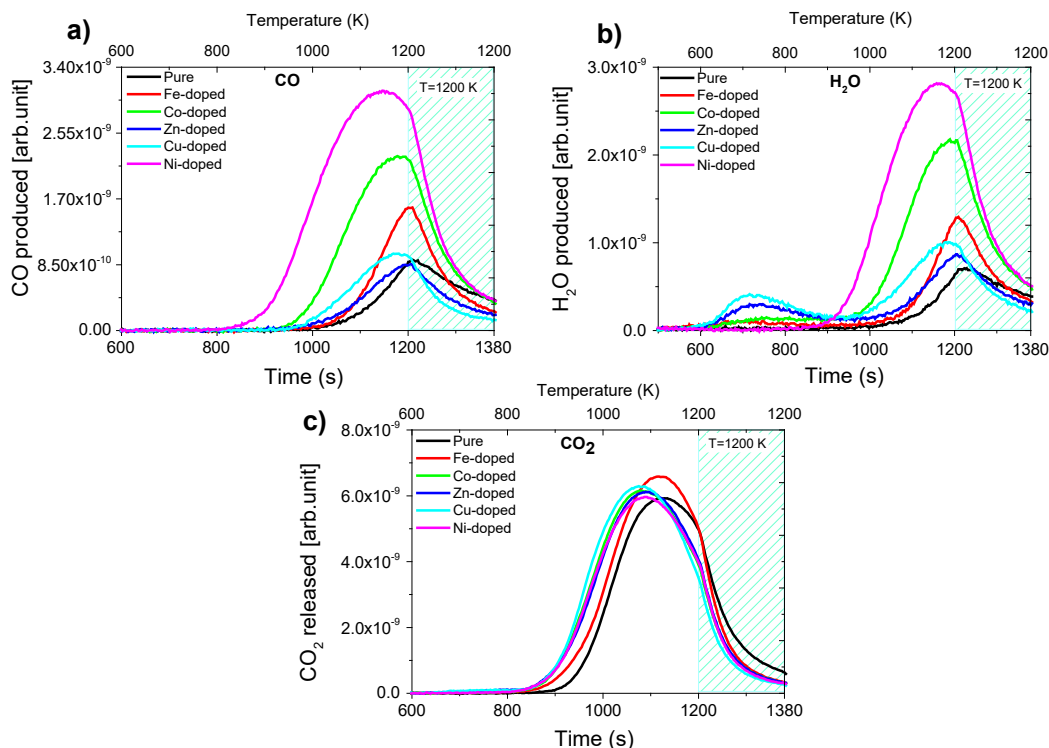 a)
Temperature (K)
600 800 1000 1200 1200
3.40x10⁻⁹
2.55x10⁻⁹
1.70x10⁻⁹
8.50x10⁻¹⁰
0.00
CO produced [arb.unit]
Pure
Fe-doped
Co-doped
Zn-doped
Cu-doped
Ni-doped
CO
T=1200 K
600 800 1000 1200 1380
Time (s)
b)
Temperature (K)
600 800 1000 1200 1200
3.0x10⁻⁹
2.0x10⁻⁹
1.0x10⁻⁹
0.0
H₂O produced [arb.unit]
Pure
Fe-doped
Co-doped
Zn-doped
Cu-doped
Ni-doped
H₂O
T=1200 K
600 800 1000 1200 1380
Time (s)
c)
Temperature (K)
600 800 1000 1200 1200
8.0x10⁻⁹
6.0x10⁻⁹
4.0x10⁻⁹
2.0x10⁻⁹
0.0
CO₂ released [arb.unit]
Pure
Fe-doped
Co-doped
Zn-doped
Cu-doped
Ni-doped
CO₂
T=1200 K
600 800 1000 1200 1380
Time (s)